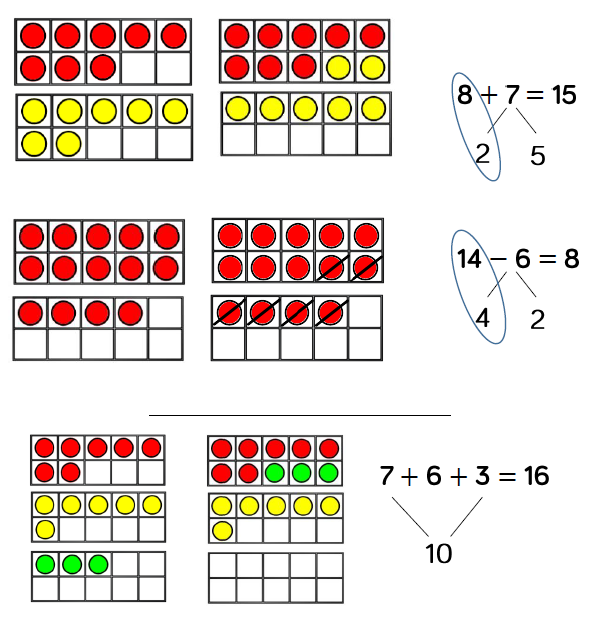 8 + 7 = 15
2 5
14 − 6 = 8
4 2
7 + 6 + 3 = 16
10